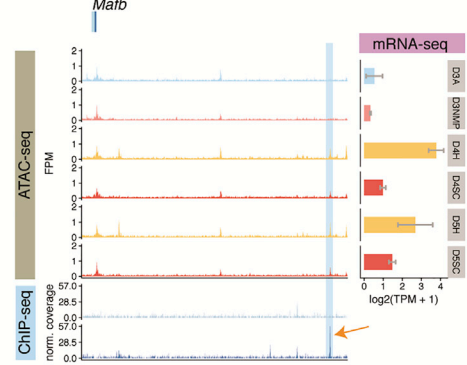 Mafb
mRNA-seq
ATAC-seq
FPM
2
1
0
2
1
0
2
1
0
2
1
0
2
1
0
2
1
0
D3A
D3NMP
D4H
D4SC
D5H
D5SC
0 1 2 3 4
log2(TPM + 1)
ChIP-seq
norm. coverage
57.0
28.5
0.0
57.0
28.5
0.0